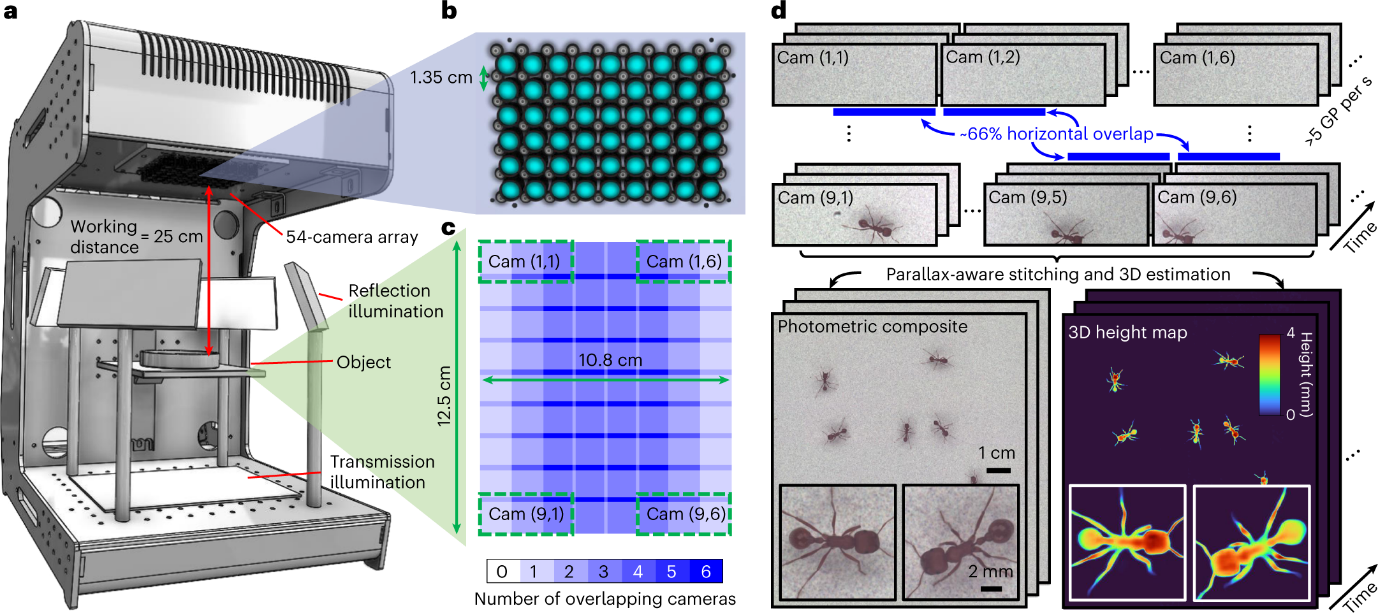 a
Working
distance
= 25 cm
54-camera array
Reflection
illumination
Object
Transmission
illumination
b
1.35 cm
c
Cam (1,1)
Cam (1,6)
10.8 cm
12.5 cm
Cam (9,1)
Cam (9,6)
0 1 2 3 4 5 6
Number of overlapping cameras
d
Cam (1,1)
Cam (1,2)
...
Cam (1,6)
...
>5 GP per s
...
~66% horizontal overlap
...
Cam (9,1)
...
Cam (9,5)
Cam (9,6)
...
Time
Parallax-aware stitching and 3D estimation
Photometric composite
1 cm
2 mm
3D height map
4
0
Height (mm)
...
Time